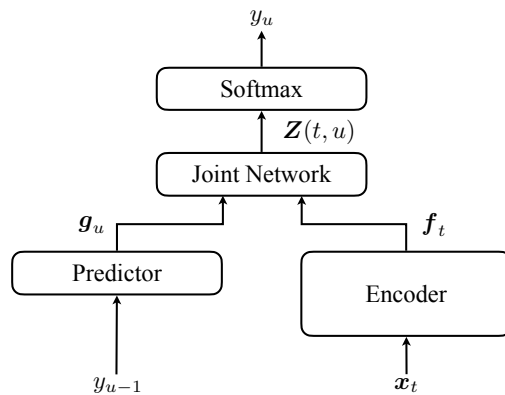 y_u
Softmax
Z(t, u)
Joint Network
g_u
f_t
Predictor
Encoder
y_{u-1}
x_t